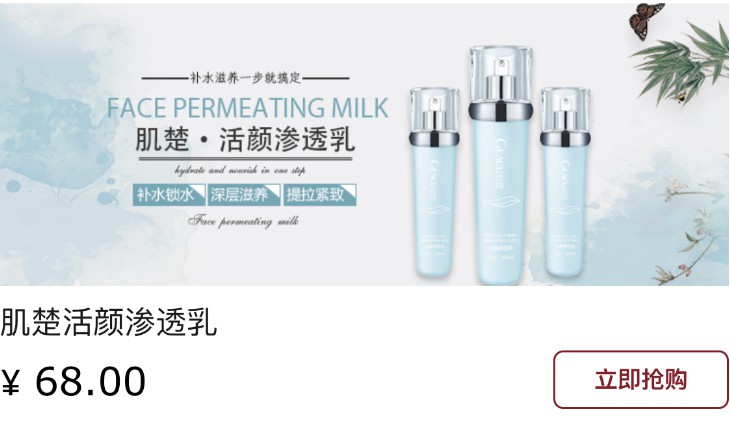 补水滋养一步就搞定
FACE PERMEATING MILK
肌楚·活颜渗透乳
hydrate and nourish in one step
补水锁水 深层滋养 提拉紧致
Face permeating milk
肌楚活颜渗透乳
¥ 68.00
立即抢购